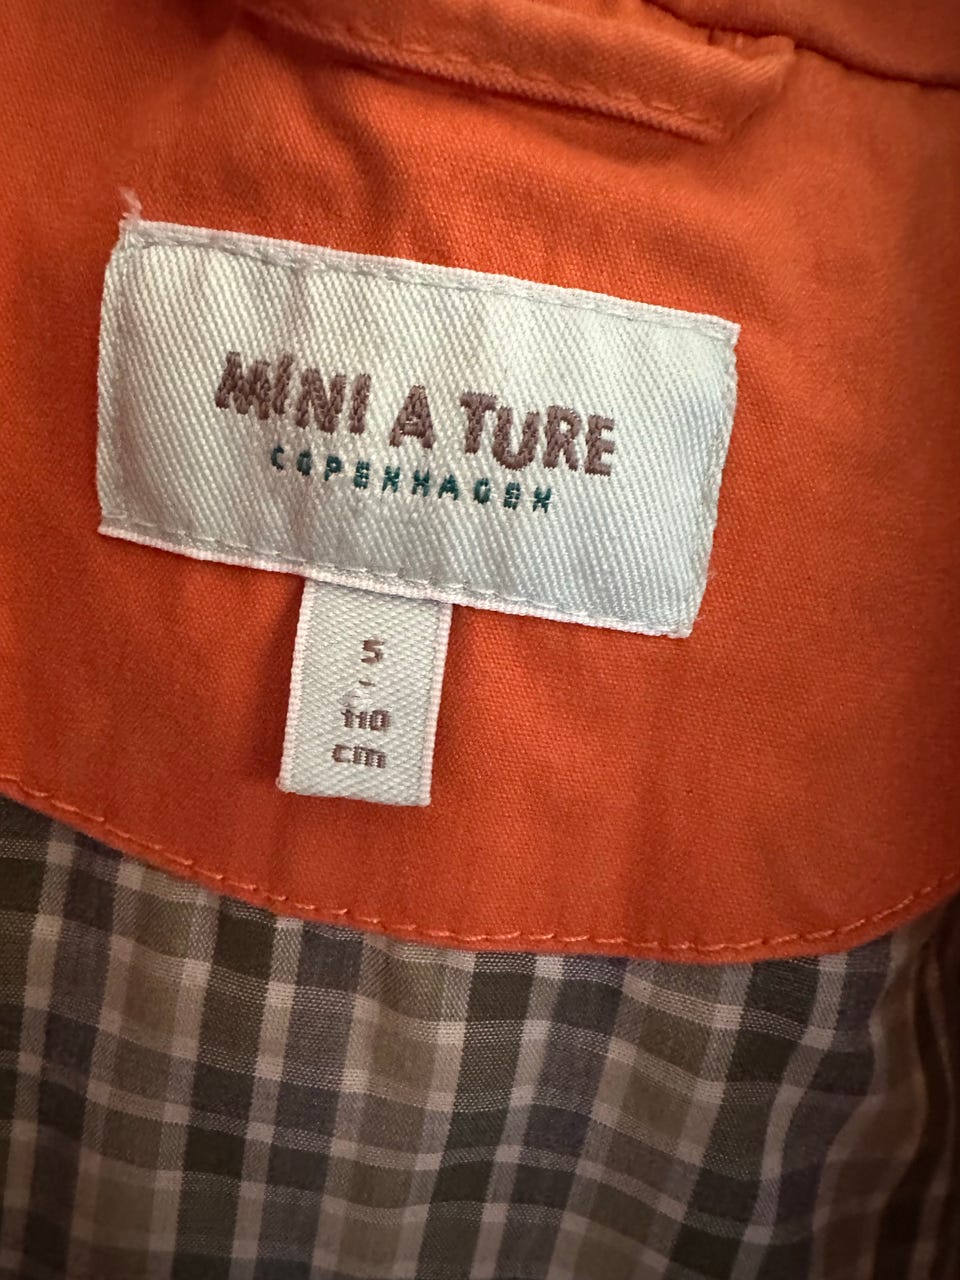 MINI A TURE
COPENHAGEN
5
-
110
cm